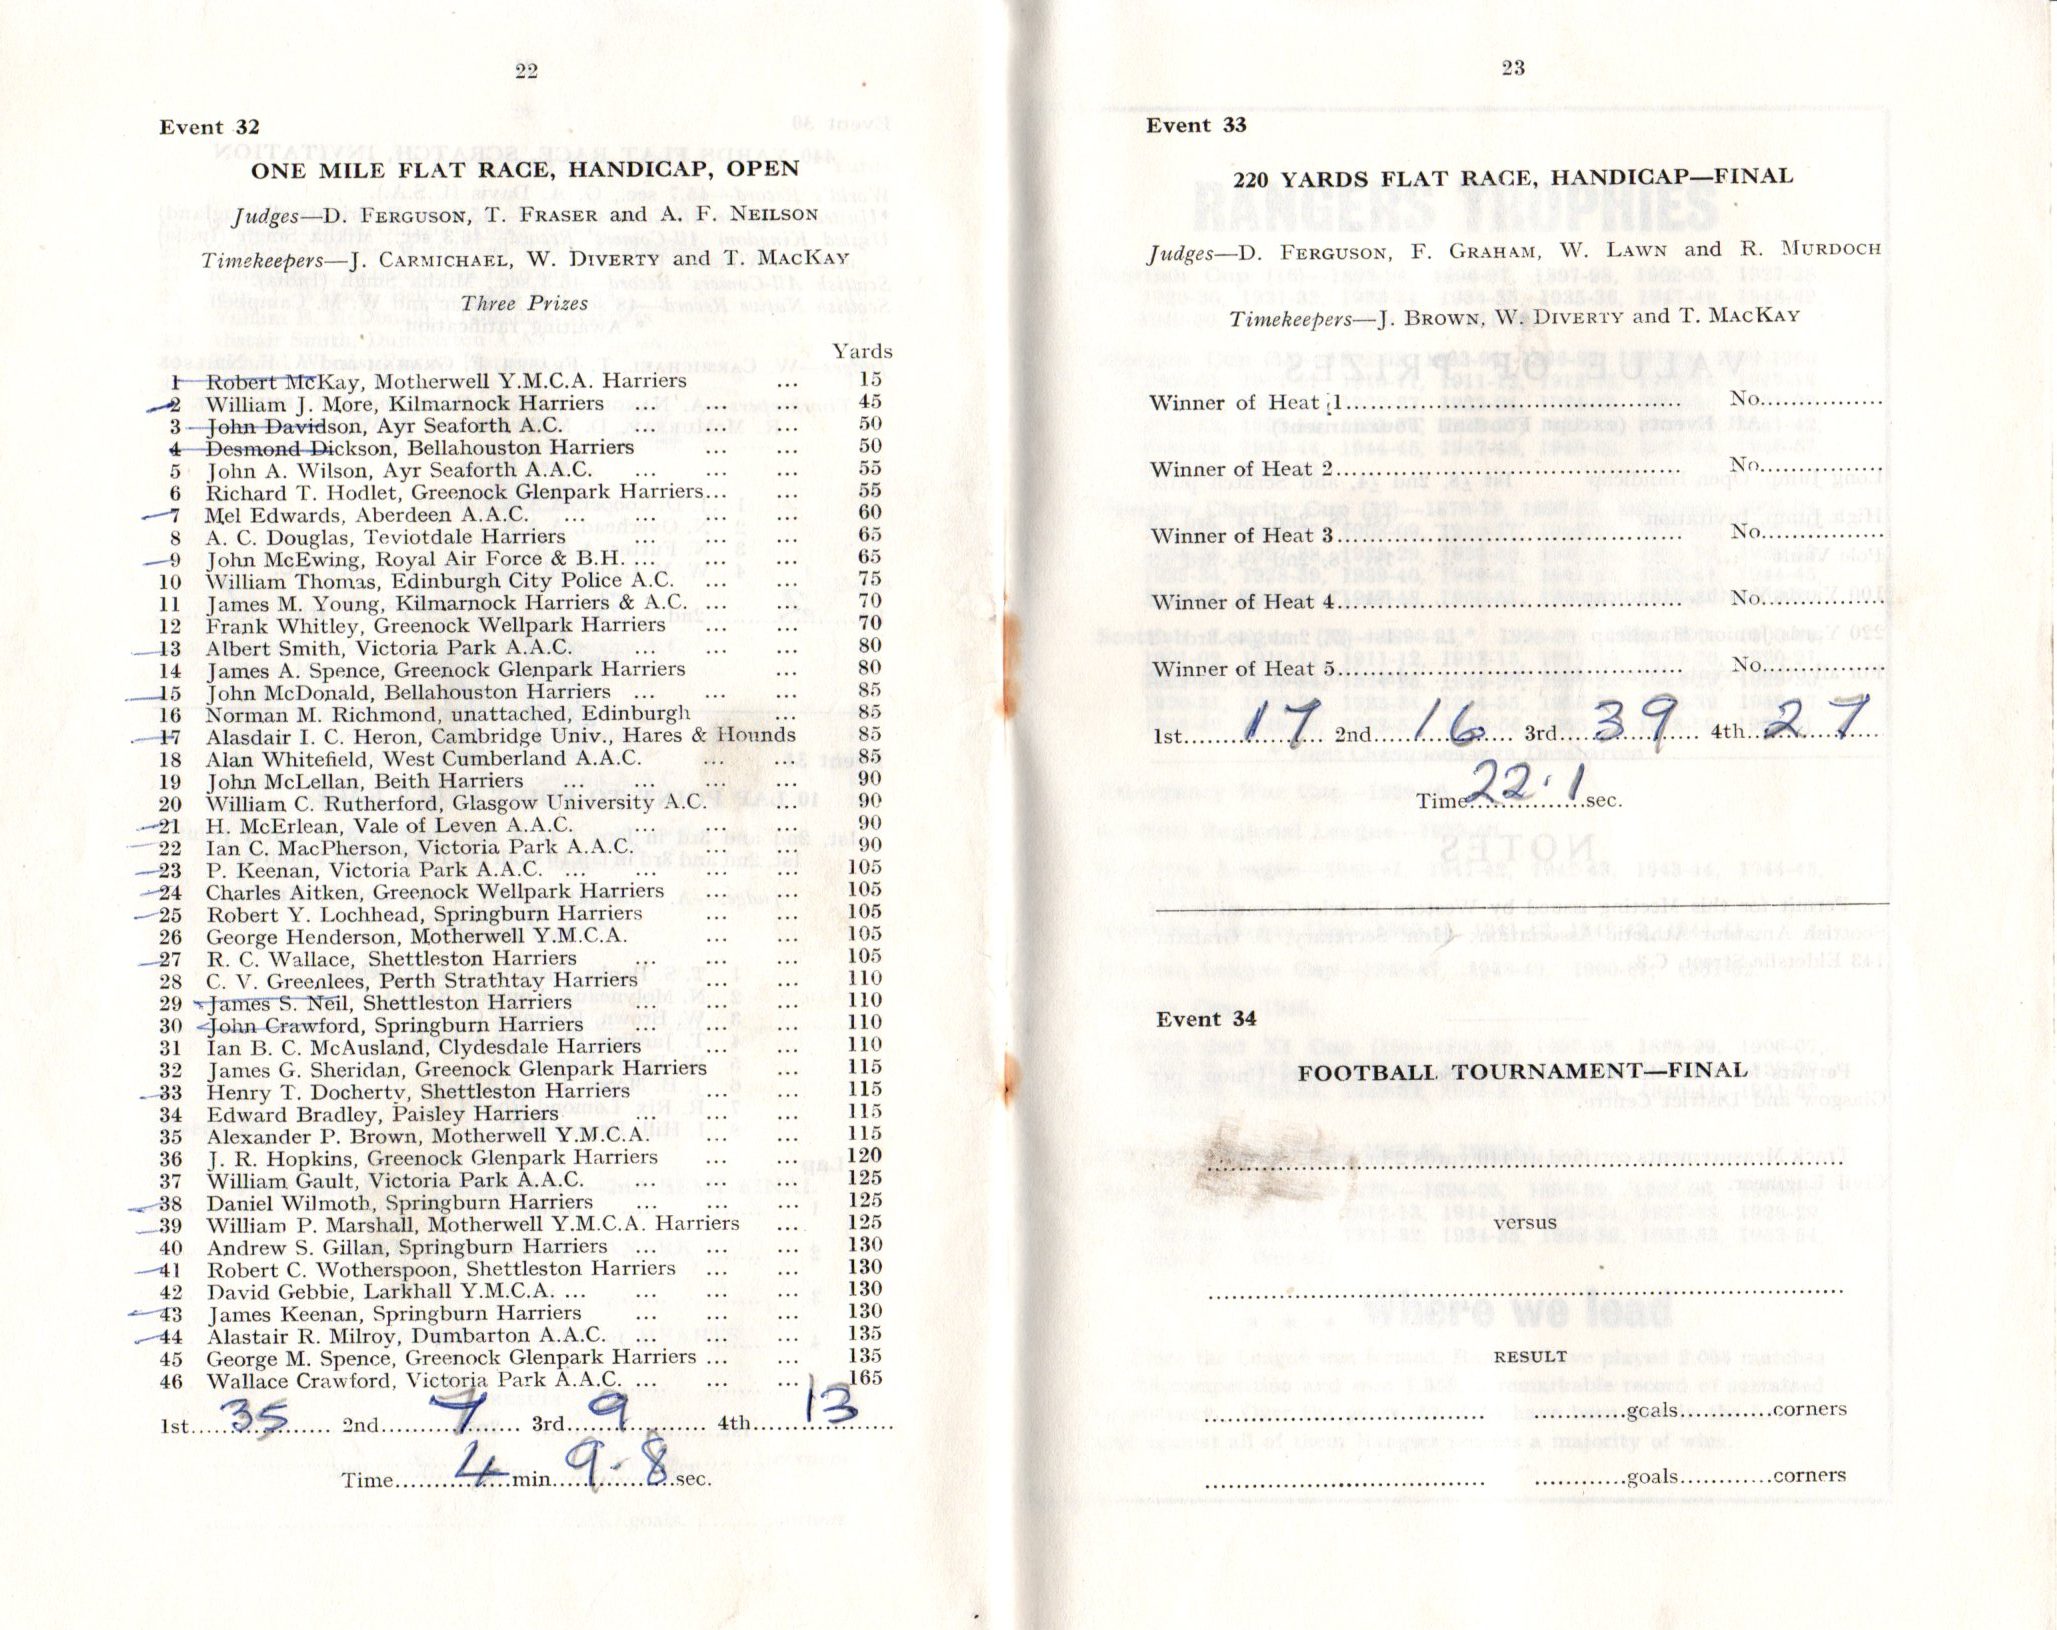 22
Event 32
ONE MILE FLAT RACE, HANDICAP, OPEN
Judges—D. FERGUSON, T. FRASER and A. F. NEILSON
Timekeepers—J. CARMICHAEL, W. DIVERTY and T. MACKAY
Three Prizes
Yards
1 Robert McKay, Motherwell Y.M.C.A. Harriers ... 15
2 William J. More, Kilmarnock Harriers ... ... ... 45
3 John Davidson, Ayr Seaforth A.C. ... ... ... 50
4 Desmond Dickson, Bellahouston Harriers ... ... 50
5 John A. Wilson, Ayr Seaforth A.A.C. ... ... ... 55
6 Richard T. Hodlet, Greenock Glenpark Harriers... ... 55
7 Mel Edwards, Aberdeen A.A.C. ... ... ... 60
8 A. C. Douglas, Teviotdale Harriers ... ... ... 65
9 John McEwing, Royal Air Force & B.H. ... ... ... 65
10 William Thomas, Edinburgh City Police A.C. ... ... 75
11 James M. Young, Kilmarnock Harriers & A.C. ... ... 70
12 Frank Whitley, Greenock Wellpark Harriers ... ... 70
13 Albert Smith, Victoria Park A.A.C. ... ... ... 80
14 James A. Spence, Greenock Glenpark Harriers ... 80
15 John McDonald, Bellahouston Harriers ... ... ... 85
16 Norman M. Richmond, unattached, Edinburgh ... 85
17 Alasdair I. C. Heron, Cambridge Univ., Hares & Hounds 85
18 Alan Whitefield, West Cumberland A.A.C. ... ... 85
19 John McLellan, Beith Harriers ... ... ... 90
20 William C. Rutherford, Glasgow University A.C. ... ... 90
21 H. McErlean, Vale of Leven A.A.C. ... ... ... 90
22 Ian C. MacPherson, Victoria Park A.A.C. ... ... 90
23 P. Keenan, Victoria Park A.A.C. ... ... ... ... 105
24 Charles Aitken, Greenock Wellpark Harriers ... ... 105
25 Robert Y. Lochhead, Springburn Harriers ... ... 105
26 George Henderson, Motherwell Y.M.C.A. ... ... 105
27 R. C. Wallace, Shettleston Harriers ... ... ... 105
28 C. V. Greenlees, Perth Strathtay Harriers ... ... 110
29 James S. Neil, Shettleston Harriers ... ... ... 110
30 John Crawford, Springburn Harriers ... ... ... 110
31 Ian B. C. McAusland, Clydesdale Harriers ... ... 110
32 James G. Sheridan, Greenock Glenpark Harriers ... 115
33 Henry T. Docherty, Shettleston Harriers ... ... 115
34 Edward Bradley, Paisley Harriers ... ... ... 115
35 Alexander P. Brown, Motherwell Y.M.C.A. ... ... 115
36 J. R. Hopkins, Greenock Glenpark Harriers ... ... 120
37 William Gault, Victoria Park A.A.C. ... ... ... 125
38 Daniel Wilmoth, Springburn Harriers ... ... ... 125
39 William P. Marshall, Motherwell Y.M.C.A. Harriers ... 125
40 Andrew S. Gillan, Springburn Harriers ... ... ... 130
41 Robert C. Wotherspoon, Shettleston Harriers ... ... 130
42 David Gebbie, Larkhall Y.M.C.A. ... ... ... ... 130
43 James Keenan, Springburn Harriers ... ... ... 130
44 Alastair R. Milroy, Dumbarton A.A.C. ... ... ... 135
45 George M. Spence, Greenock Glenpark Harriers ... ... 135
46 Wallace Crawford, Victoria Park A.A.C. ... ... ... 165
1st 35 2nd 7 3rd 9 4th 13
Time 4 min 9.8 sec.
23
Event 33
220 YARDS FLAT RACE, HANDICAP—FINAL
Judges—D. FERGUSON, F. GRAHAM, W. LAWN and R. MURDOCH
Timekeepers—J. BROWN, W. DIVERTY and T. MACKAY
Winner of Heat 1 No.
Winner of Heat 2 No.
Winner of Heat 3 No.
Winner of Heat 4 No.
Winner of Heat 5 No.
1st 17 2nd 16 3rd 39 4th 27
Time 22.1 sec.
Event 34
FOOTBALL TOURNAMENT—FINAL
versus
RESULT
goals corners
goals corners